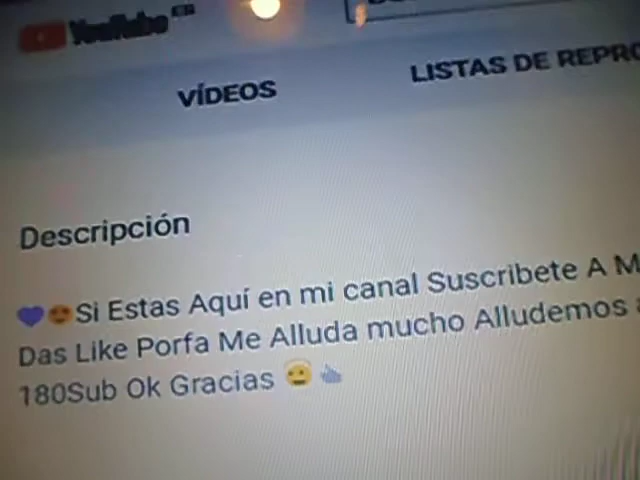 YouTube
VÍDEOS
LISTAS DE REPRO
Descripción
💜😍Si Estas Aquí en mi canal Suscribete A M
Das Like Porfa Me Alluda mucho Alludemos
180Sub Ok Gracias